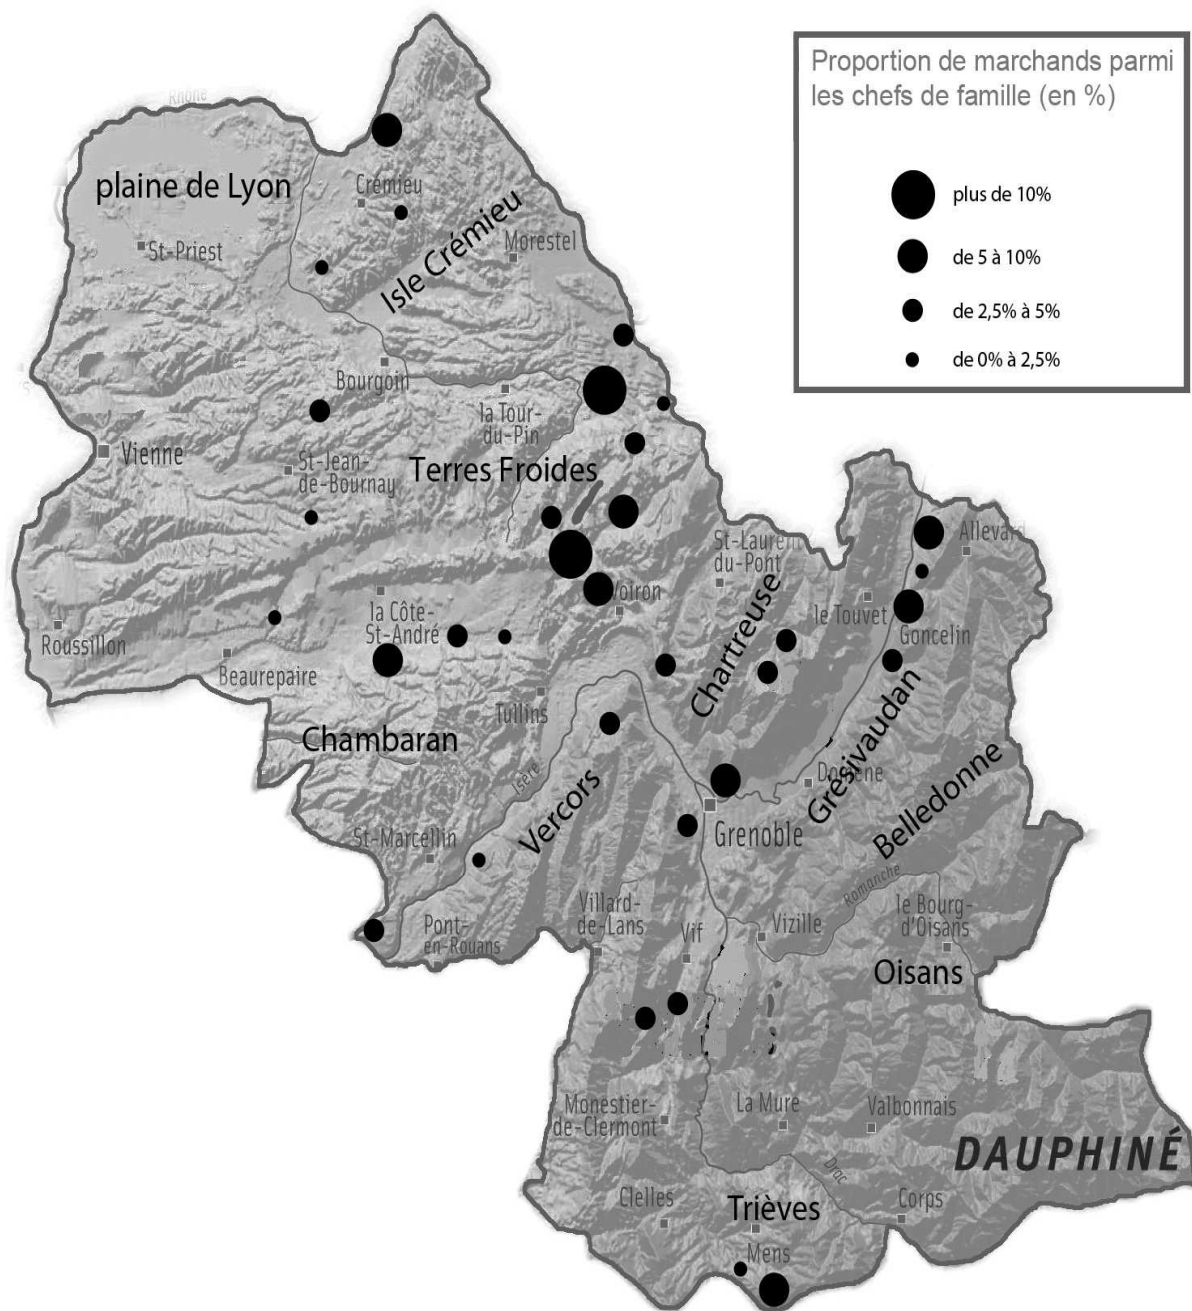 Proportion de marchands parmi
les chefs de famille (en %)
plus de 10%
de 5 à 10%
de 2,5% à 5%
de 0% à 2,5%
Rhône
plaine de Lyon
Crémieu
St-Priest
Isle Crémieu
Morestel
Bourgoin
la Tour-
du-Pin
Vienne
St-Jean-
de-Bournay
Terres Froides
Allevard
St-Laurent
du-Pont
Voiron
la Côte-
St-André
le Touvet
Goncelin
Roussillon
Beaurepaire
Chartreuse
Tullins
Chambaran
Isère
Vercors
Grésivaudan
Domène
Belledonne
Grenoble
St-Marcellin
Romanche
Villard-
de-Lans
le Bourg-
d'Oisans
Pont-
en-Rouans
Vif
Vizille
Oisans
Monestier-
de-Clermont
La Mure
Valbonnais
DAUPHINÉ
Drac
Clelles
Trièves
Corps
Mens